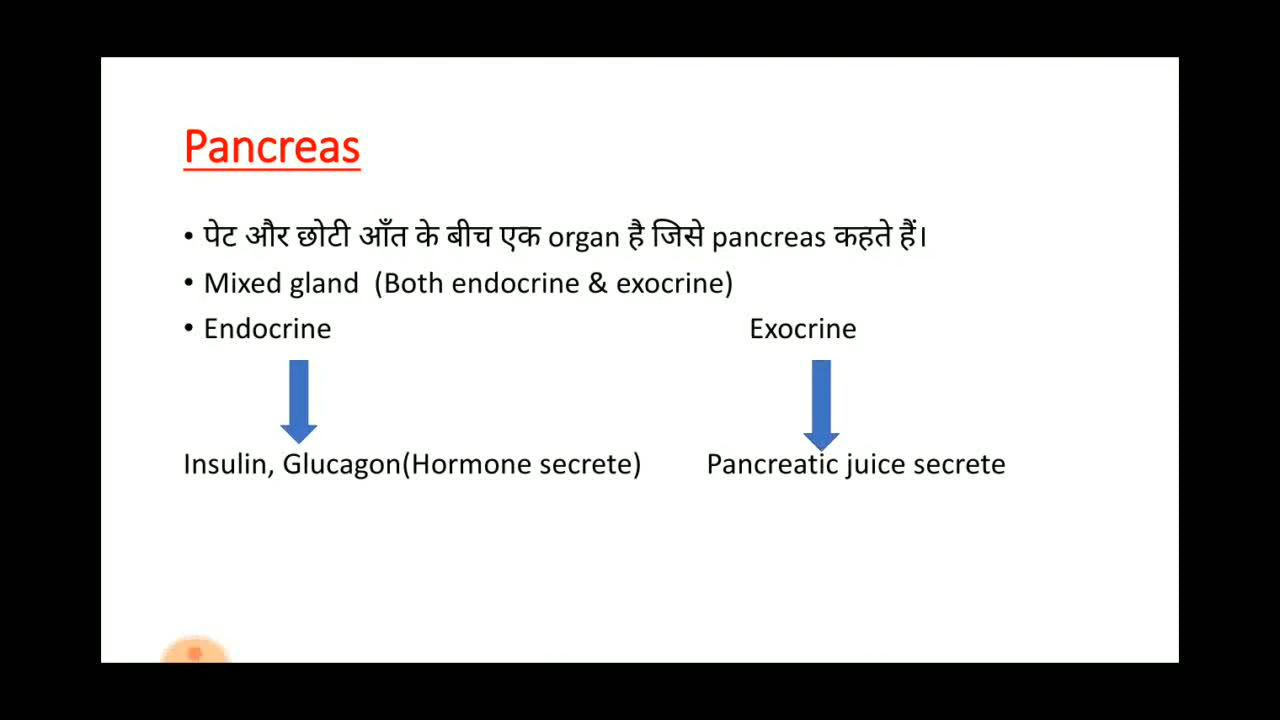 Pancreas
• पेट और छोटी आँत के बीच एक organ है जिसे pancreas कहते हैं।
• Mixed gland (Both endocrine & exocrine)
• Endocrine Exocrine
Insulin, Glucagon(Hormone secrete) Pancreatic juice secrete